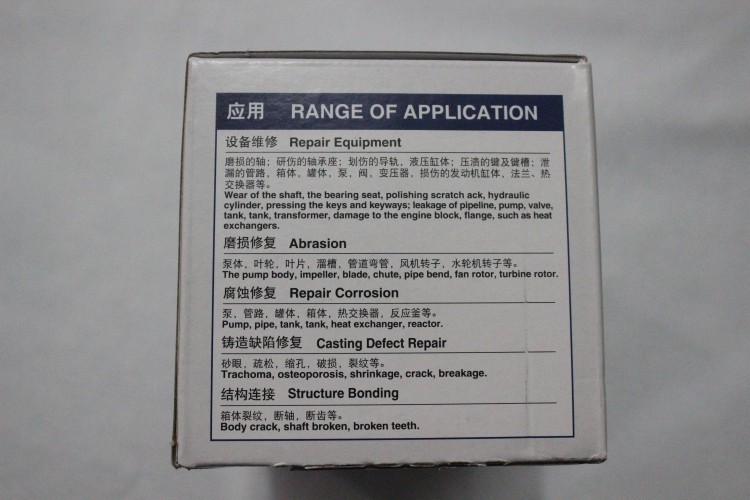 应用 RANGE OF APPLICATION
设备维修 Repair Equipment
磨损的轴；研伤的轴承座；划伤的导轨，液压缸体；压溃的键及键槽；泄
漏的管路，箱体，罐体，泵，阀，变压器，损伤的发动机缸体，法兰、热
交换器等。
Wear of the shaft, the bearing seat, polishing scratch ack, hydraulic
cylinder, pressing the keys and keyways; leakage of pipeline, pump, valve,
tank, tank, transformer, damage to the engine block, flange, such as heat
exchangers.
磨损修复 Abrasion
泵体，叶轮，叶片，溜槽，管道弯管，风机转子，水轮机转子等。
The pump body, impeller, blade, chute, pipe bend, fan rotor, turbine rotor.
腐蚀修复 Repair Corrosion
泵，管路，罐体，箱体，热交换器，反应釜等。
Pump, pipe, tank, tank, heat exchanger, reactor.
铸造缺陷修复 Casting Defect Repair
砂眼，疏松，缩孔，破损，裂纹等。
Trachoma, osteoporosis, shrinkage, crack, breakage.
结构连接 Structure Bonding
箱体裂纹，断轴，断齿等。
Body crack, shaft broken, broken teeth.